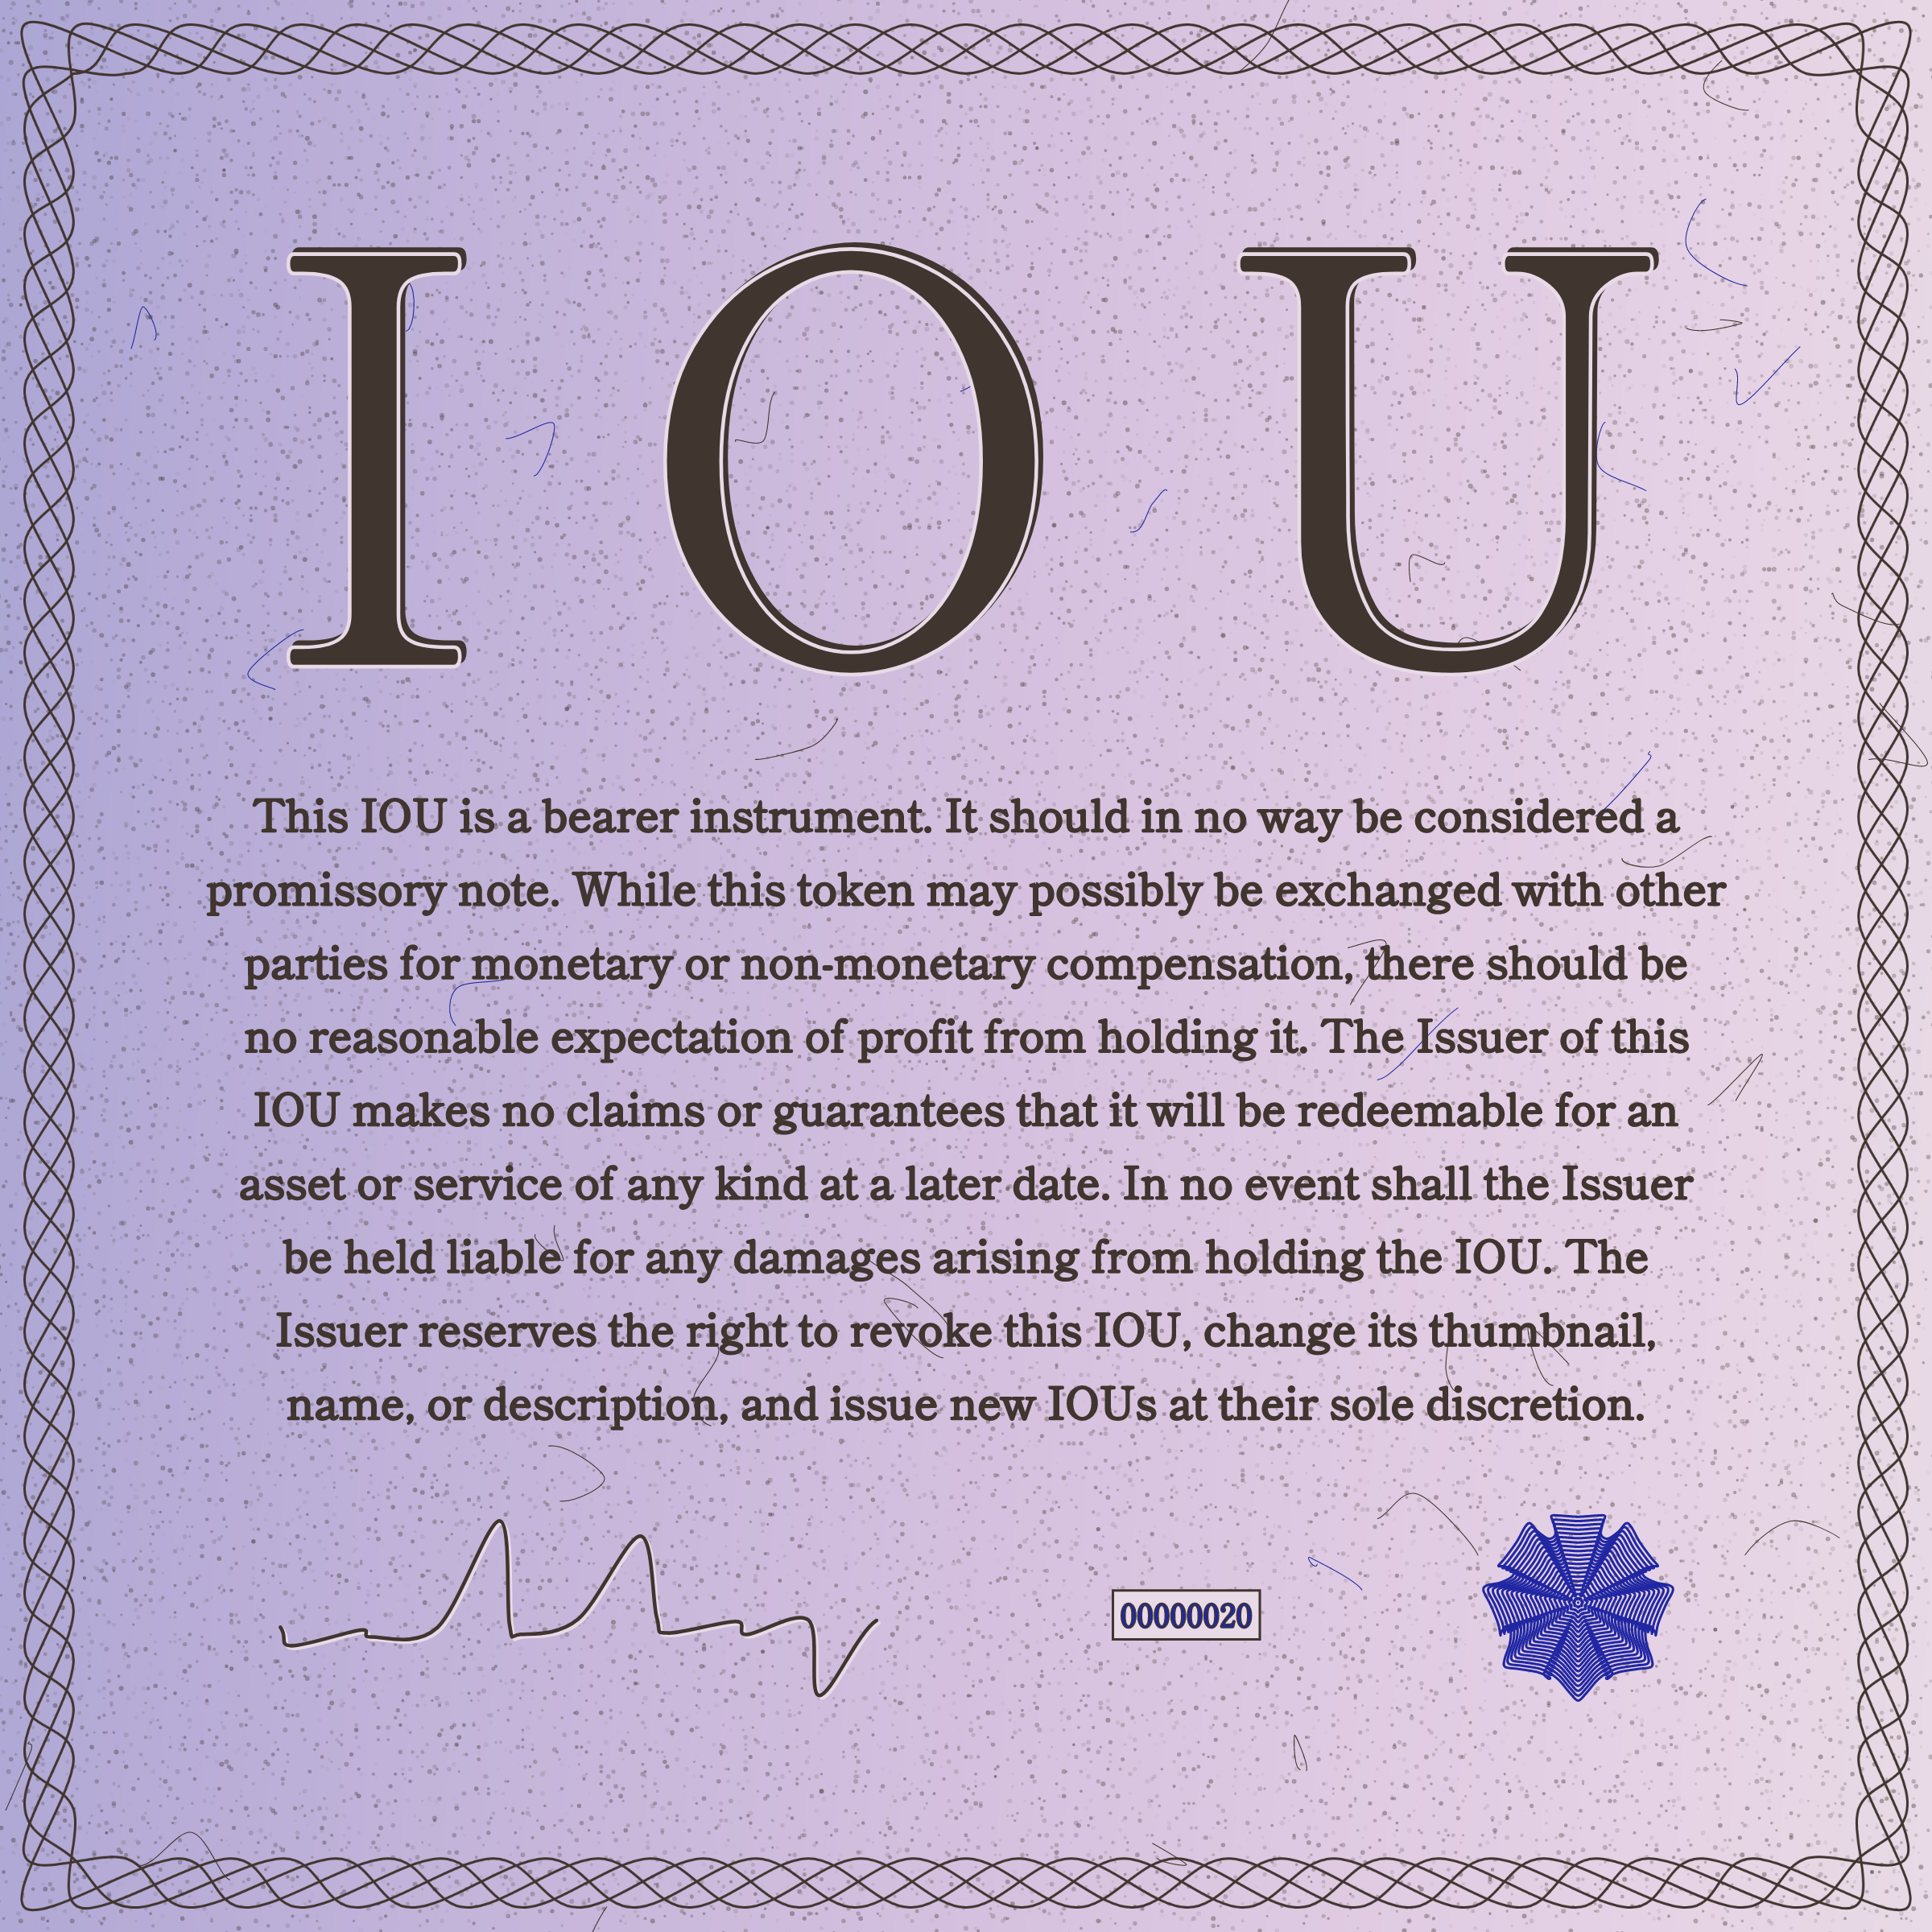 I O U
This IOU is a bearer instrument. It should in no way be considered a
promissory note. While this token may possibly be exchanged with other
parties for monetary or non-monetary compensation, there should be
no reasonable expectation of profit from holding it. The Issuer of this
IOU makes no claims or guarantees that it will be redeemable for an
asset or service of any kind at a later date. In no event shall the Issuer
be held liable for any damages arising from holding the IOU. The
Issuer reserves the right to revoke this IOU, change its thumbnail,
name, or description, and issue new IOUs at their sole discretion.
00000020